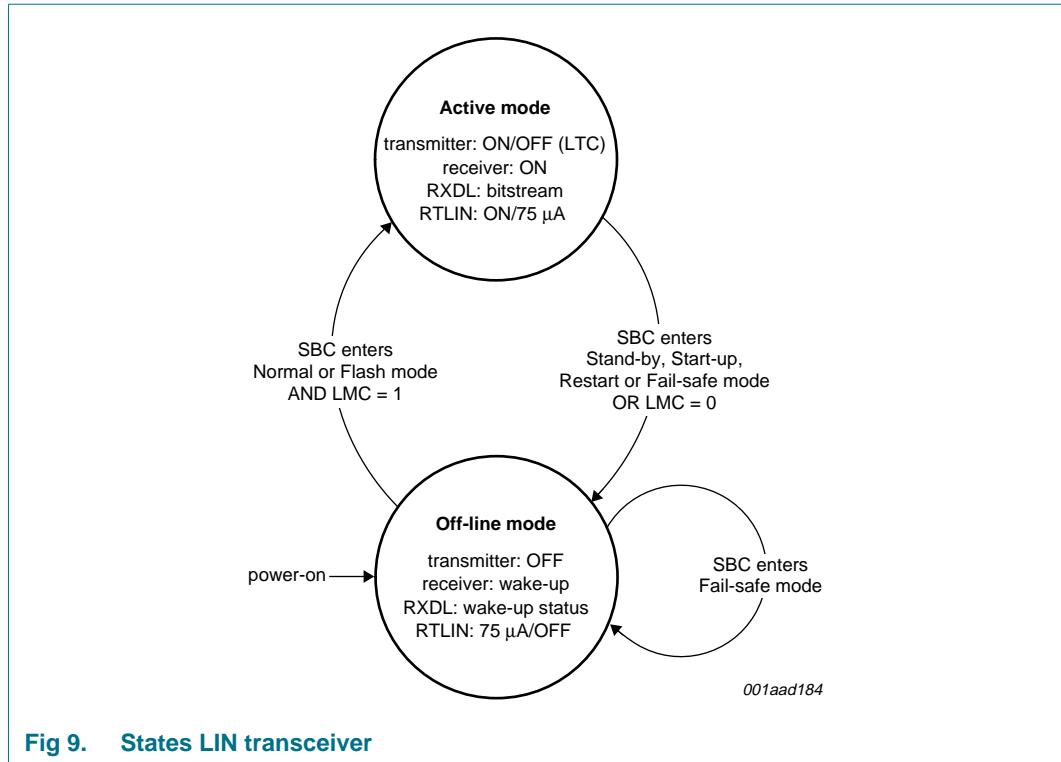 Active mode
transmitter: ON/OFF (LTC)
receiver: ON
RXDL: bitstream
RTLIN: ON/75 μA
SBC enters
Normal or Flash mode
AND LMC = 1
SBC enters
Stand-by, Start-up,
Restart or Fail-safe mode
OR LMC = 0
Off-line mode
transmitter: OFF
receiver: wake-up
RXDL: wake-up status
RTLIN: 75 μA/OFF
power-on
SBC enters
Fail-safe mode
001aad184
Fig 9. States LIN transceiver